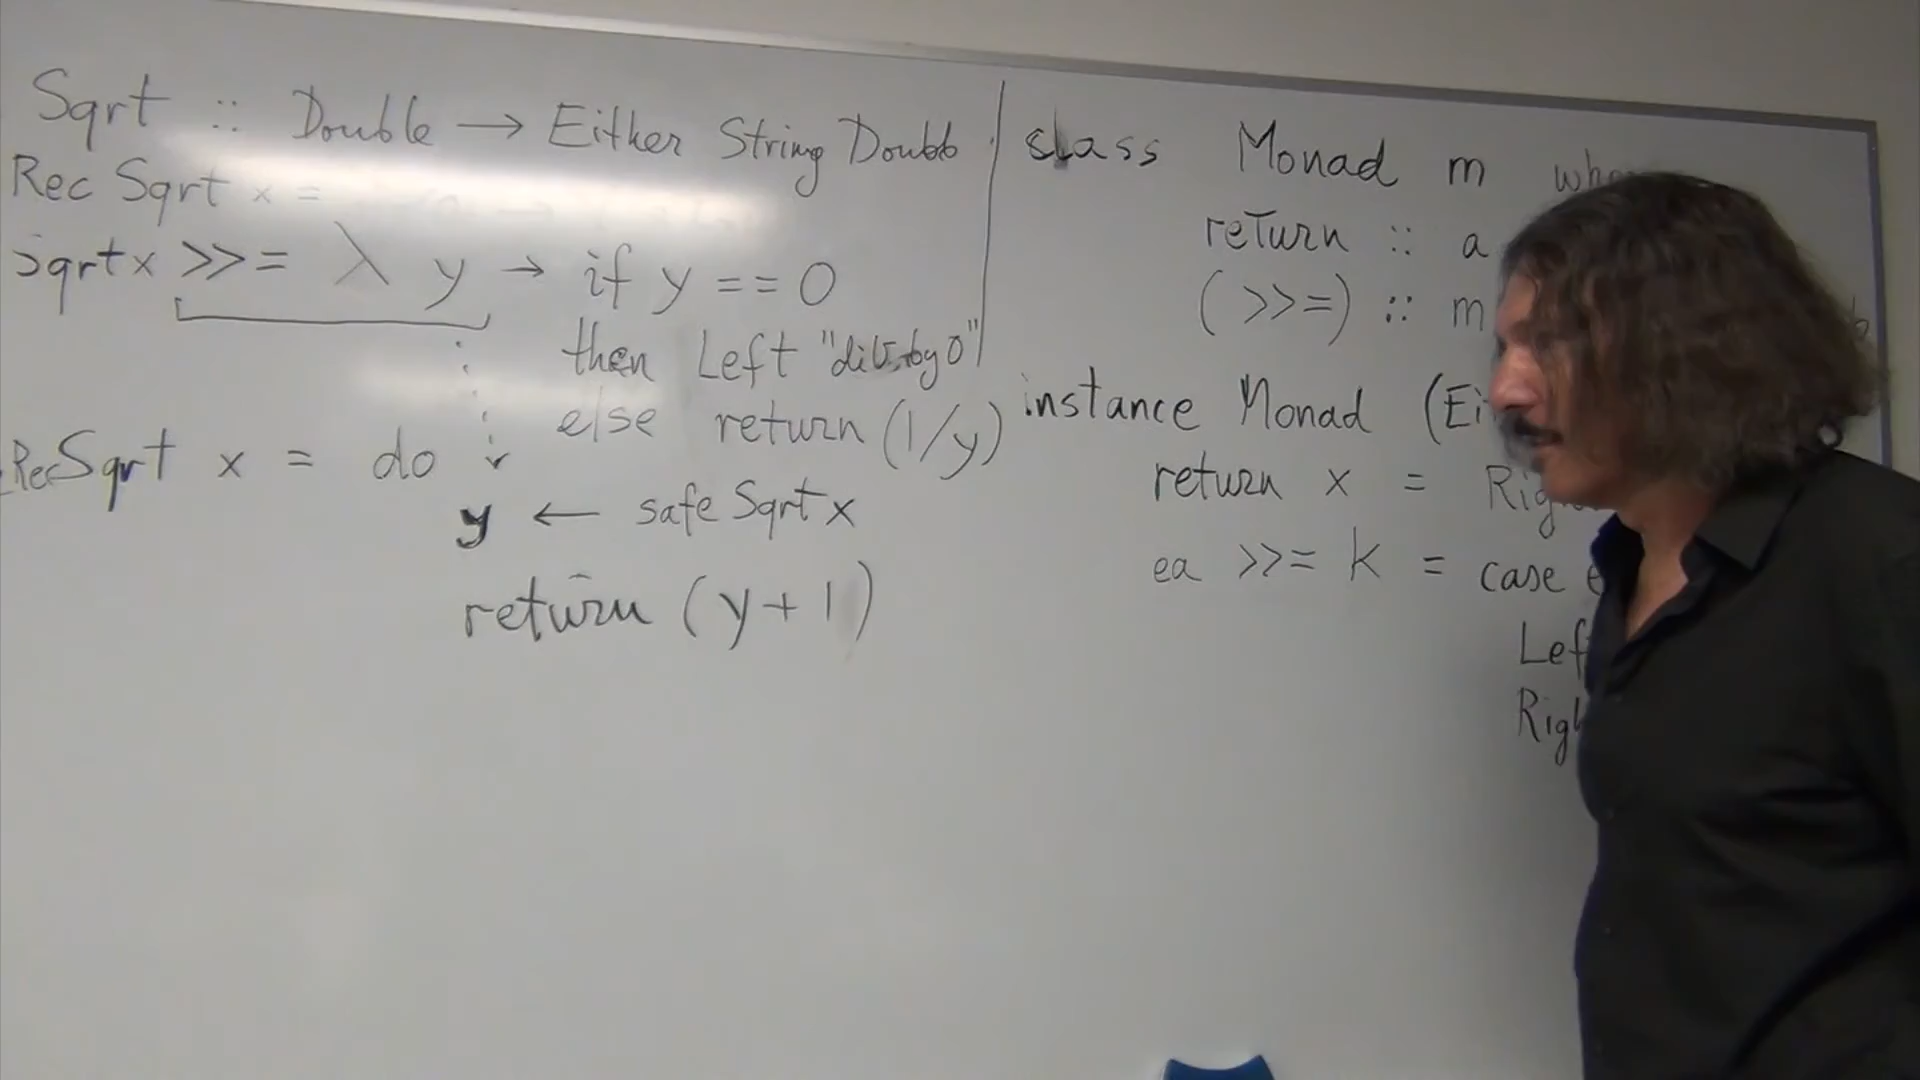 Sqrt :: Double → Either String Double
Rec Sqrt x =
Sqrt x >>= λ y → if y == 0
then Left "div. by 0"
else return (1/y)
RecSqrt x = do
y ← safe Sqrt x
return (y + 1)
class Monad m whe
return :: a
(>>=) :: m b
instance Monad (Ei
return x = Rig
ea >>= k = case e
Lef
Righ